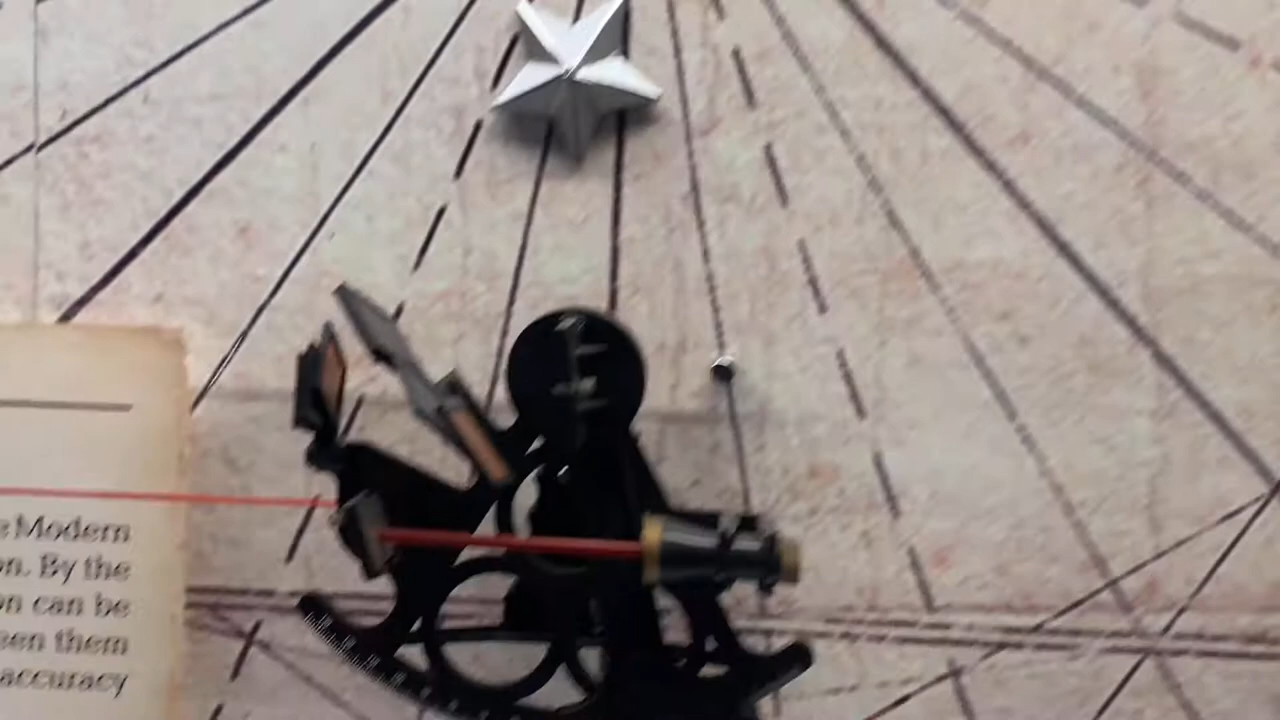 e Modern
on. By the
on can be
een them
accuracy